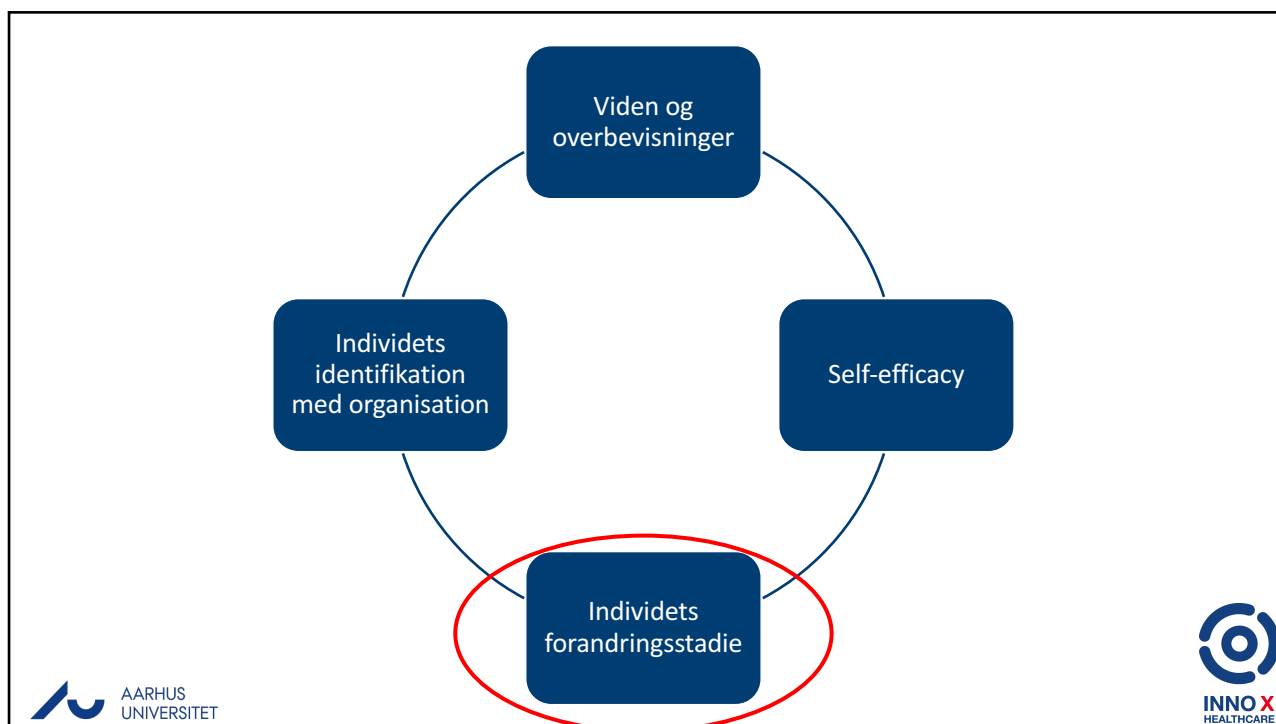 Viden og
overbevisninger
Individets
identifikation
med organisation
Self-efficacy
Individets
forandringsstadie
AARHUS
UNIVERSITET
INNO X
HEALTHCARE